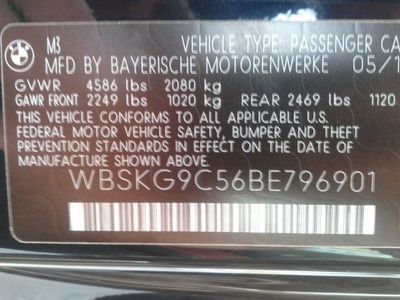 BMW
M3 VEHICLE TYPE: PASSENGER CA
MFD BY BAYERISCHE MOTORENWERKE 05/1
GVWR 4586 lbs 2080 kg
GAWR FRONT 2249 lbs 1020 kg REAR 2469 lbs 1120
THIS VEHICLE CONFORMS TO ALL APPLICABLE U.S.
FEDERAL MOTOR VEHICLE SAFETY, BUMPER AND THEFT
PREVENTION STANDARDS IN EFFECT ON THE DATE OF
MANUFACTURE SHOWN ABOVE.
WBSKG9C56BE796901